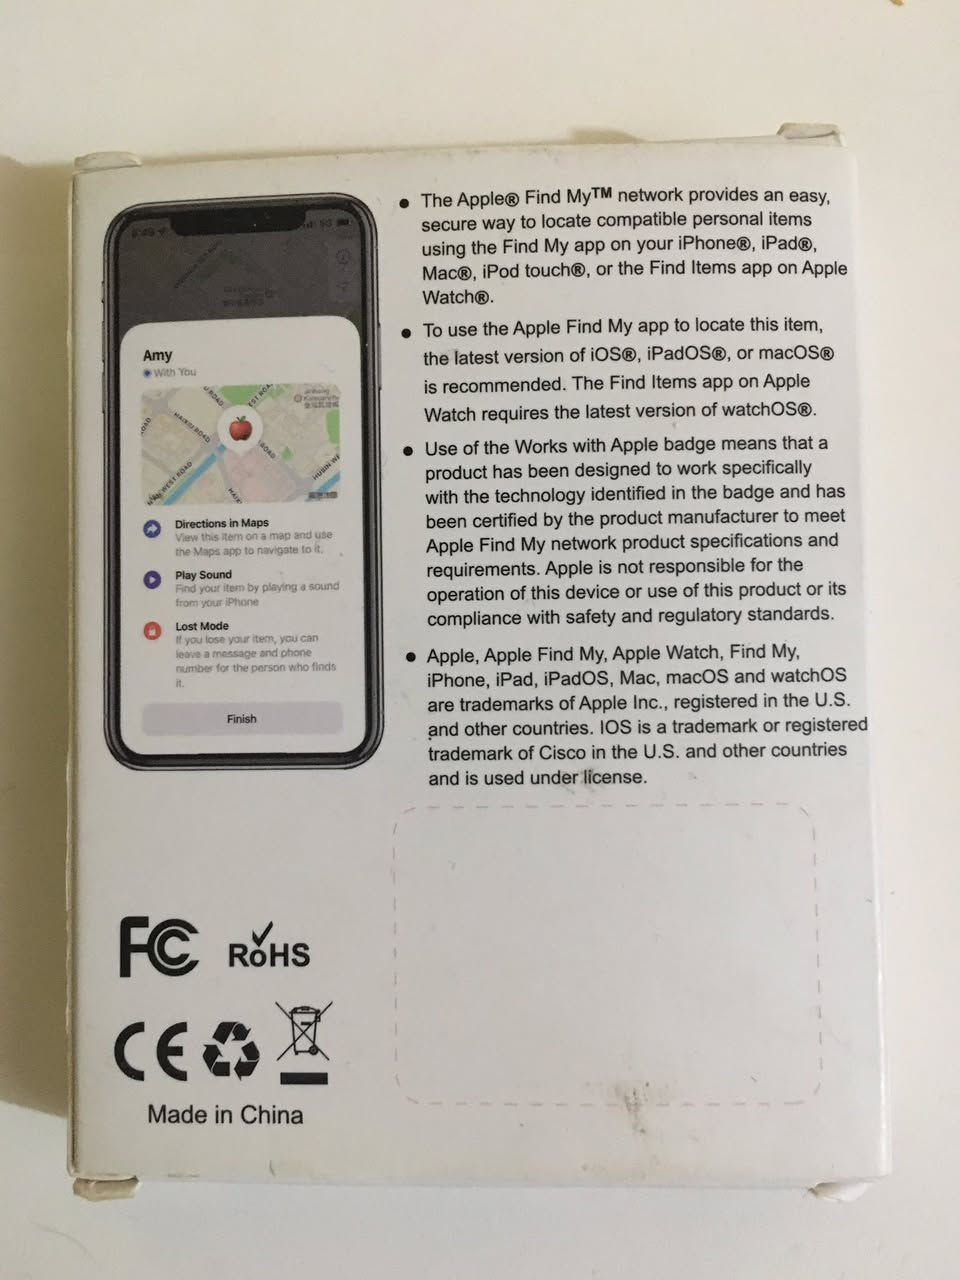 Amy
With You
HAIXIU ROAD
HAIXI
Directions in Maps
View this item on a map and use
the Maps app to navigate to it.
Play Sound
Find your item by playing a sound
from your iPhone
Lost Mode
If you lose your item, you can
leave a message and phone
number for the person who finds
it.
Finish
• The Apple® Find My™ network provides an easy,
secure way to locate compatible personal items
using the Find My app on your iPhone®, iPad®,
Mac®, iPod touch®, or the Find Items app on Apple
Watch®.
• To use the Apple Find My app to locate this item,
the latest version of iOS®, iPadOS®, or macOS®
is recommended. The Find Items app on Apple
Watch requires the latest version of watchOS®.
• Use of the Works with Apple badge means that a
product has been designed to work specifically
with the technology identified in the badge and has
been certified by the product manufacturer to meet
Apple Find My network product specifications and
requirements. Apple is not responsible for the
operation of this device or use of this product or its
compliance with safety and regulatory standards.
• Apple, Apple Find My, Apple Watch, Find My,
iPhone, iPad, iPadOS, Mac, macOS and watchOS
are trademarks of Apple Inc., registered in the U.S.
and other countries. IOS is a trademark or registered
trademark of Cisco in the U.S. and other countries
and is used under license.
FC
RoHS
CE
Made in China